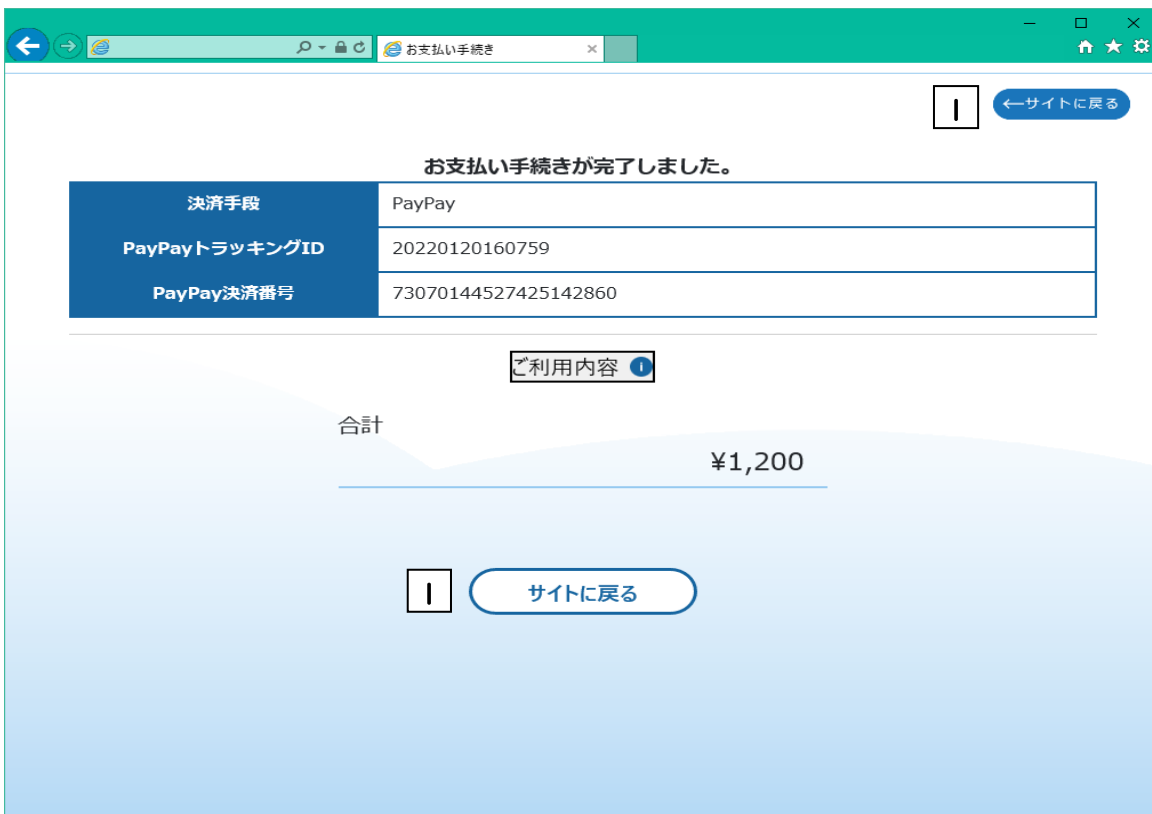 お支払い手続き
I
←サイトに戻る
お支払い手続きが完了しました。
決済手段 PayPay
PayPayトラッキングID 20220120160759
PayPay決済番号 73070144527425142860
ご利用内容 i
合計
¥1,200
I
サイトに戻る